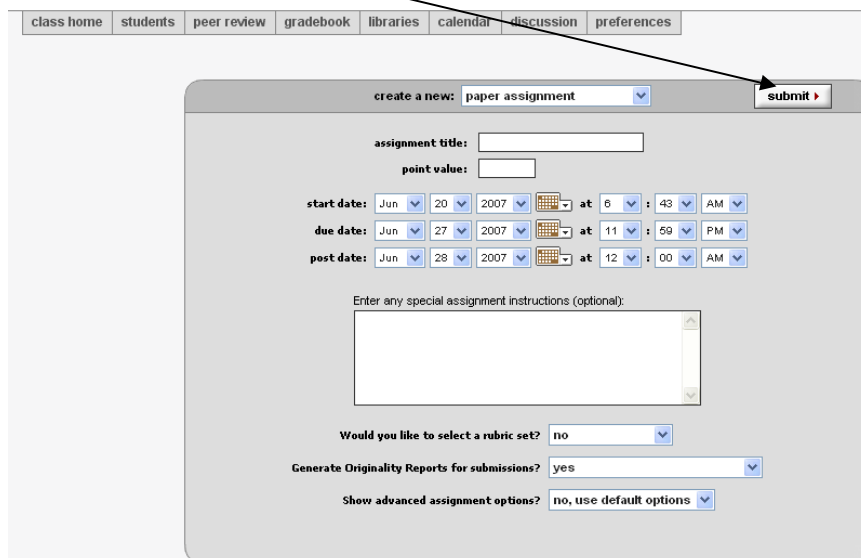 class home students peer review gradebook libraries calendar discussion preferences
create a new: paper assignment submit
assignment title:
point value:
start date: Jun 20 2007 at 6 : 43 AM
due date: Jun 27 2007 at 11 : 59 PM
post date: Jun 28 2007 at 12 : 00 AM
Enter any special assignment instructions (optional):
Would you like to select a rubric set? no
Generate Originality Reports for submissions? yes
Show advanced assignment options? no, use default options